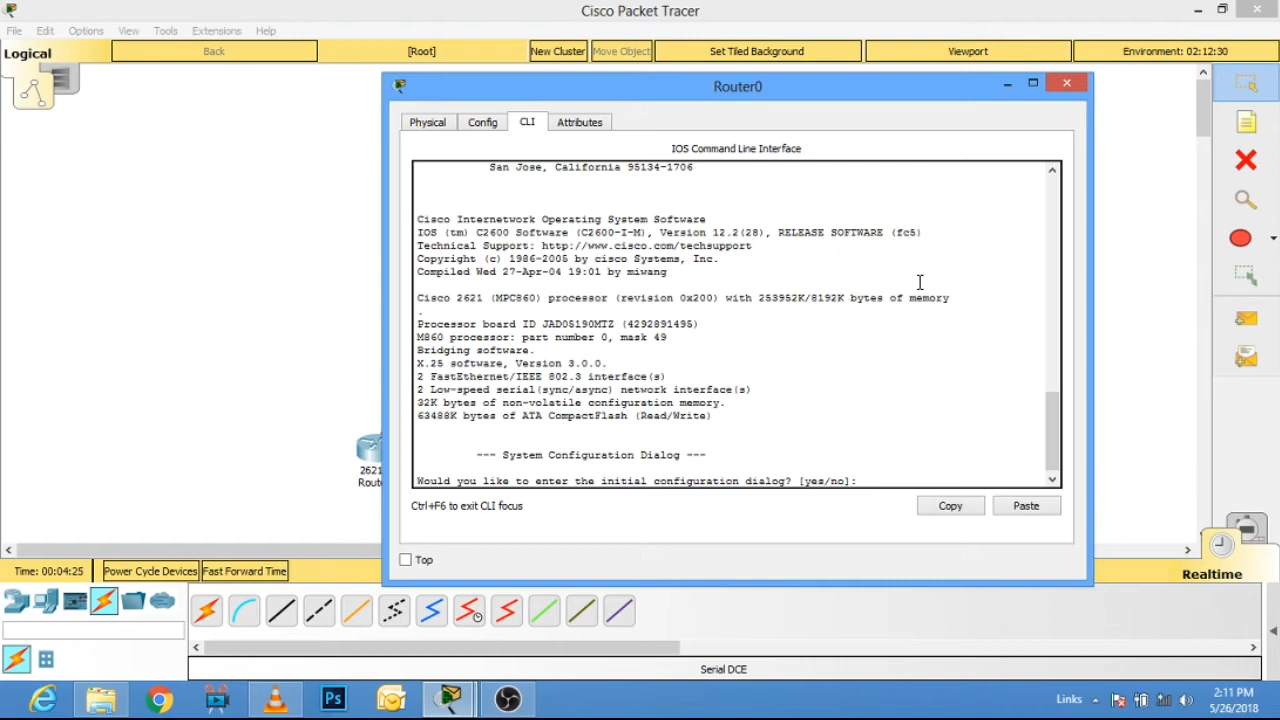 Cisco Packet Tracer
File Edit Options View Tools Extensions Help
Logical Back [Root] New Cluster Move Object Set Tiled Background Viewport Environment: 02:12:30
Router0
Physical Config CLI Attributes
IOS Command Line Interface
San Jose, California 95134-1706
Cisco Internetwork Operating System Software
IOS (tm) C2600 Software (C2600-I-M), Version 12.2(28), RELEASE SOFTWARE (fc5)
Technical Support: http://www.cisco.com/techsupport
Copyright (c) 1986-2005 by cisco Systems, Inc.
Compiled Wed 27-Apr-04 19:01 by miwang
Cisco 2621 (MPC860) processor (revision 0x200) with 253952K/8192K bytes of memory
.
Processor board ID JAD05190MTZ (4292891495)
M860 processor: part number 0, mask 49
Bridging software.
X.25 software, Version 3.0.0.
2 FastEthernet/IEEE 802.3 interface(s)
2 Low-speed serial(sync/async) network interface(s)
32K bytes of non-volatile configuration memory.
63488K bytes of ATA CompactFlash (Read/Write)
--- System Configuration Dialog ---
Would you like to enter the initial configuration dialog? [yes/no]:
2621
Rout
Ctrl+F6 to exit CLI focus Copy Paste
Top
Time: 00:04:25 Power Cycle Devices Fast Forward Time Realtime
Serial DCE
Ps
Links 2:11 PM
5/26/2018